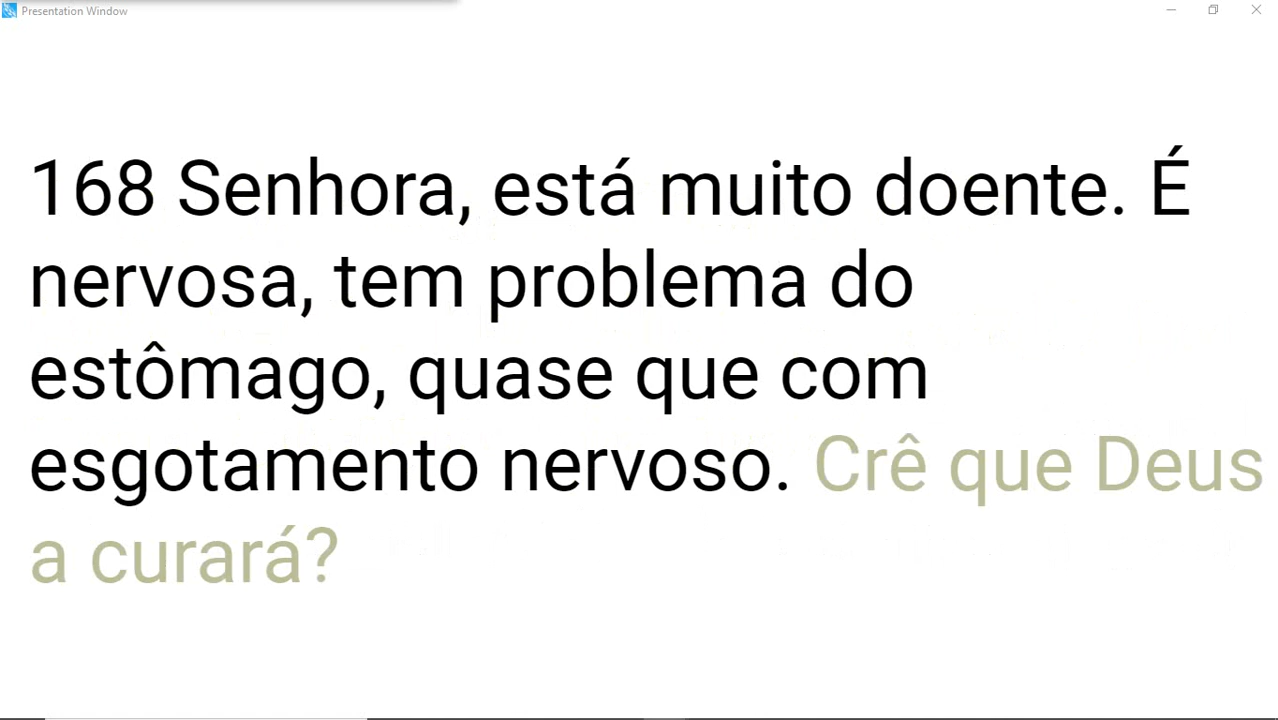 Presentation Window
168 Senhora, está muito doente. É
nervosa, tem problema do
estômago, quase que com
esgotamento nervoso. Crê que Deus
a curará?